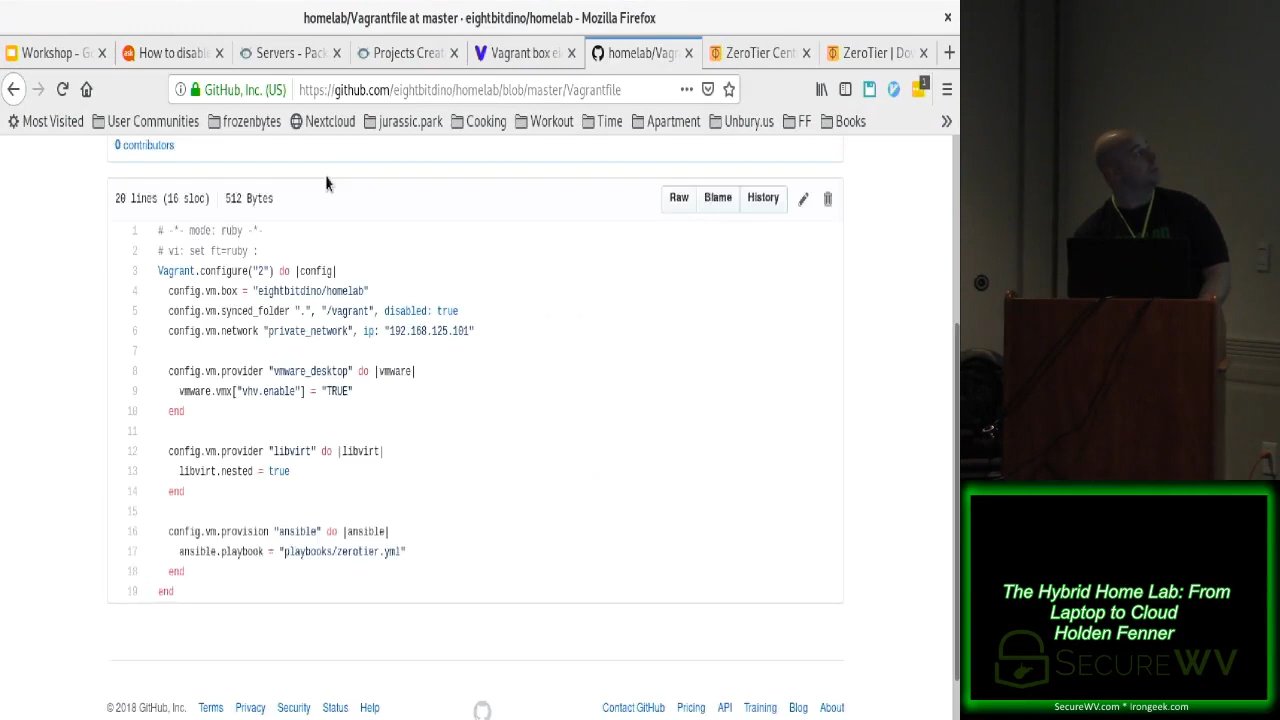 homelab/Vagrantfile at master · eightbitdino/homelab - Mozilla Firefox
Workshop - G
How to disable
Servers - Pack
Projects Creat
Vagrant box ei
homelab/Vagr
ZeroTier Cent
ZeroTier | Dow
GitHub, Inc. (US)
https://github.com/eightbitdino/homelab/blob/master/Vagrantfile
1
Most Visited
User Communities
frozenbytes
Nextcloud
jurassic.park
Cooking
Workout
Time
Apartment
Unbury.us
FF
Books
0 contributors
20 lines (16 sloc) 512 Bytes
Raw
Blame
History
1 # -*- mode: ruby -*-
2 # vi: set ft=ruby :
3 Vagrant.configure("2") do |config|
4 config.vm.box = "eightbitdino/homelab"
5 config.vm.synced_folder ".", "/vagrant", disabled: true
6 config.vm.network "private_network", ip: "192.168.125.101"
7
8 config.vm.provider "vmware_desktop" do |vmware|
9 vmware.vmx["vhv.enable"] = "TRUE"
10 end
11
12 config.vm.provider "libvirt" do |libvirt|
13 libvirt.nested = true
14 end
15
16 config.vm.provision "ansible" do |ansible|
17 ansible.playbook = "playbooks/zerotier.yml"
18 end
19 end
© 2018 GitHub, Inc.
Terms
Privacy
Security
Status
Help
Contact GitHub
Pricing
API
Training
Blog
About
The Hybrid Home Lab: From
Laptop to Cloud
Holden Fenner
SECUREWV
SecureWV.com * Irongeek.com